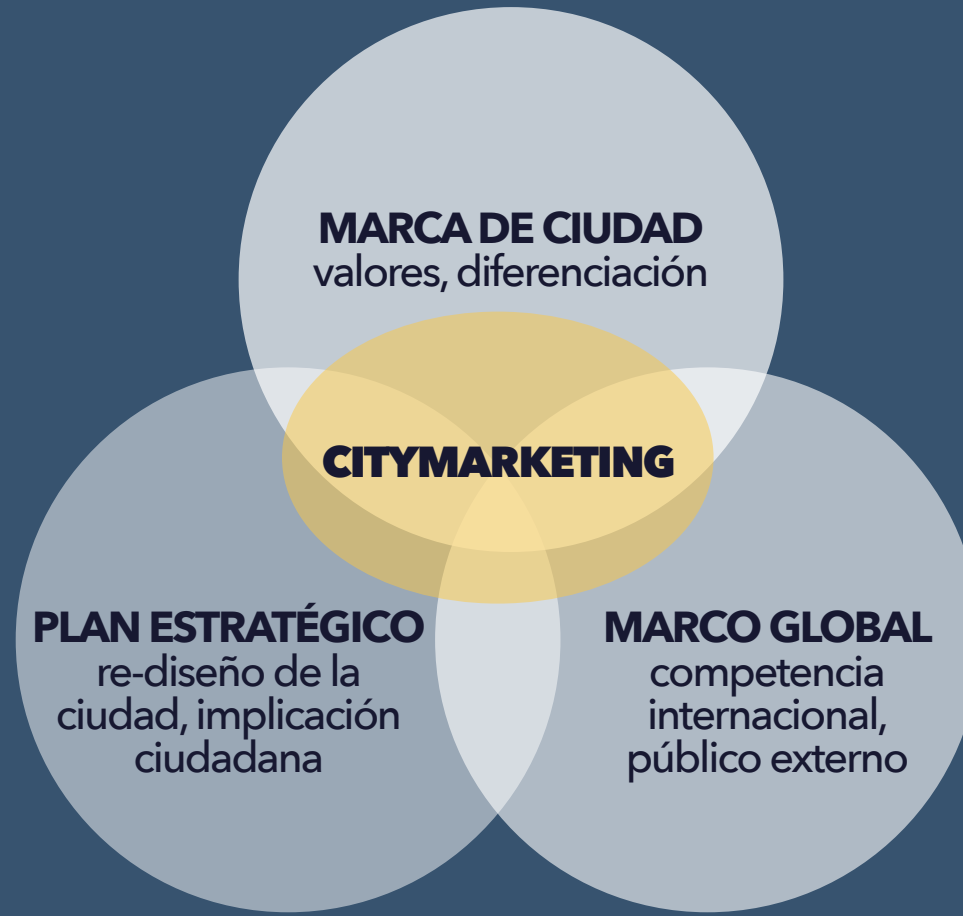 MARCA DE CIUDAD
valores, diferenciación
CITYMARKETING
PLAN ESTRATÉGICO
re-diseño de la
ciudad, implicación
ciudadana
MARCO GLOBAL
competencia
internacional,
público externo